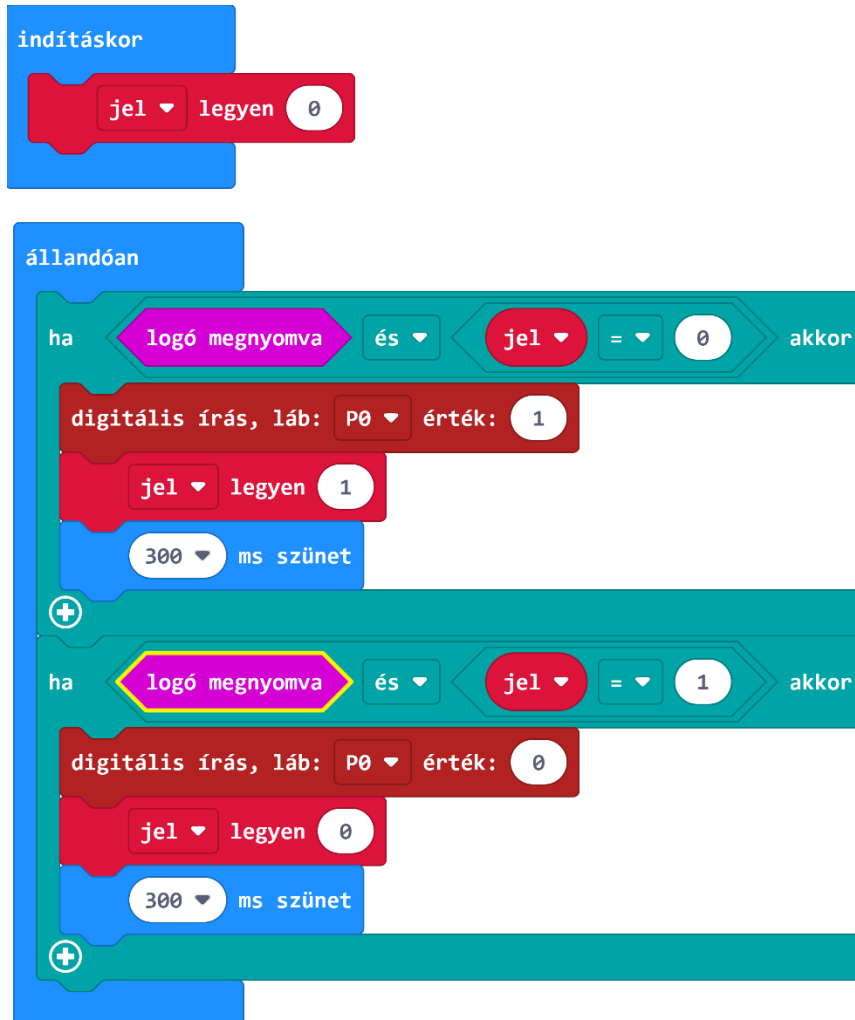 indításkor
jel legyen 0
állandóan
ha logó megnyomva és jel = 0 akkor
digitális írás, láb: P0 érték: 1
jel legyen 1
300 ms szünet
ha logó megnyomva és jel = 1 akkor
digitális írás, láb: P0 érték: 0
jel legyen 0
300 ms szünet